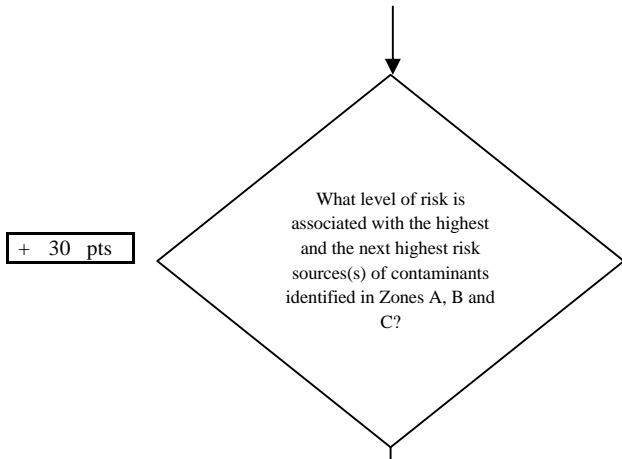 What level of risk is
associated with the highest
+ 30 pts
and the next highest risk
sources(s) of contaminants
identified in Zones A, B and
C?